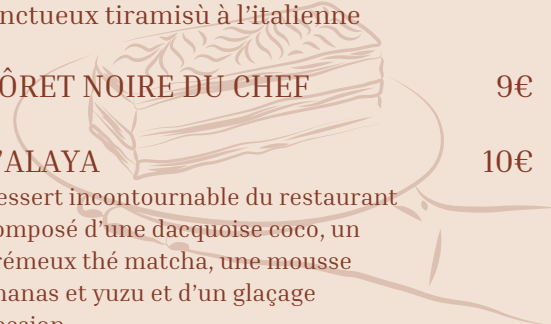 nctueux tiramisù à l'italienne
ÔRET NOIRE DU CHEF 9€
'ALAYA 10€
essert incontournable du restaurant
omposé d'une dacquoise coco, un
rémeux thé matcha, une mousse
nanas et yuzu et d'un glaçage